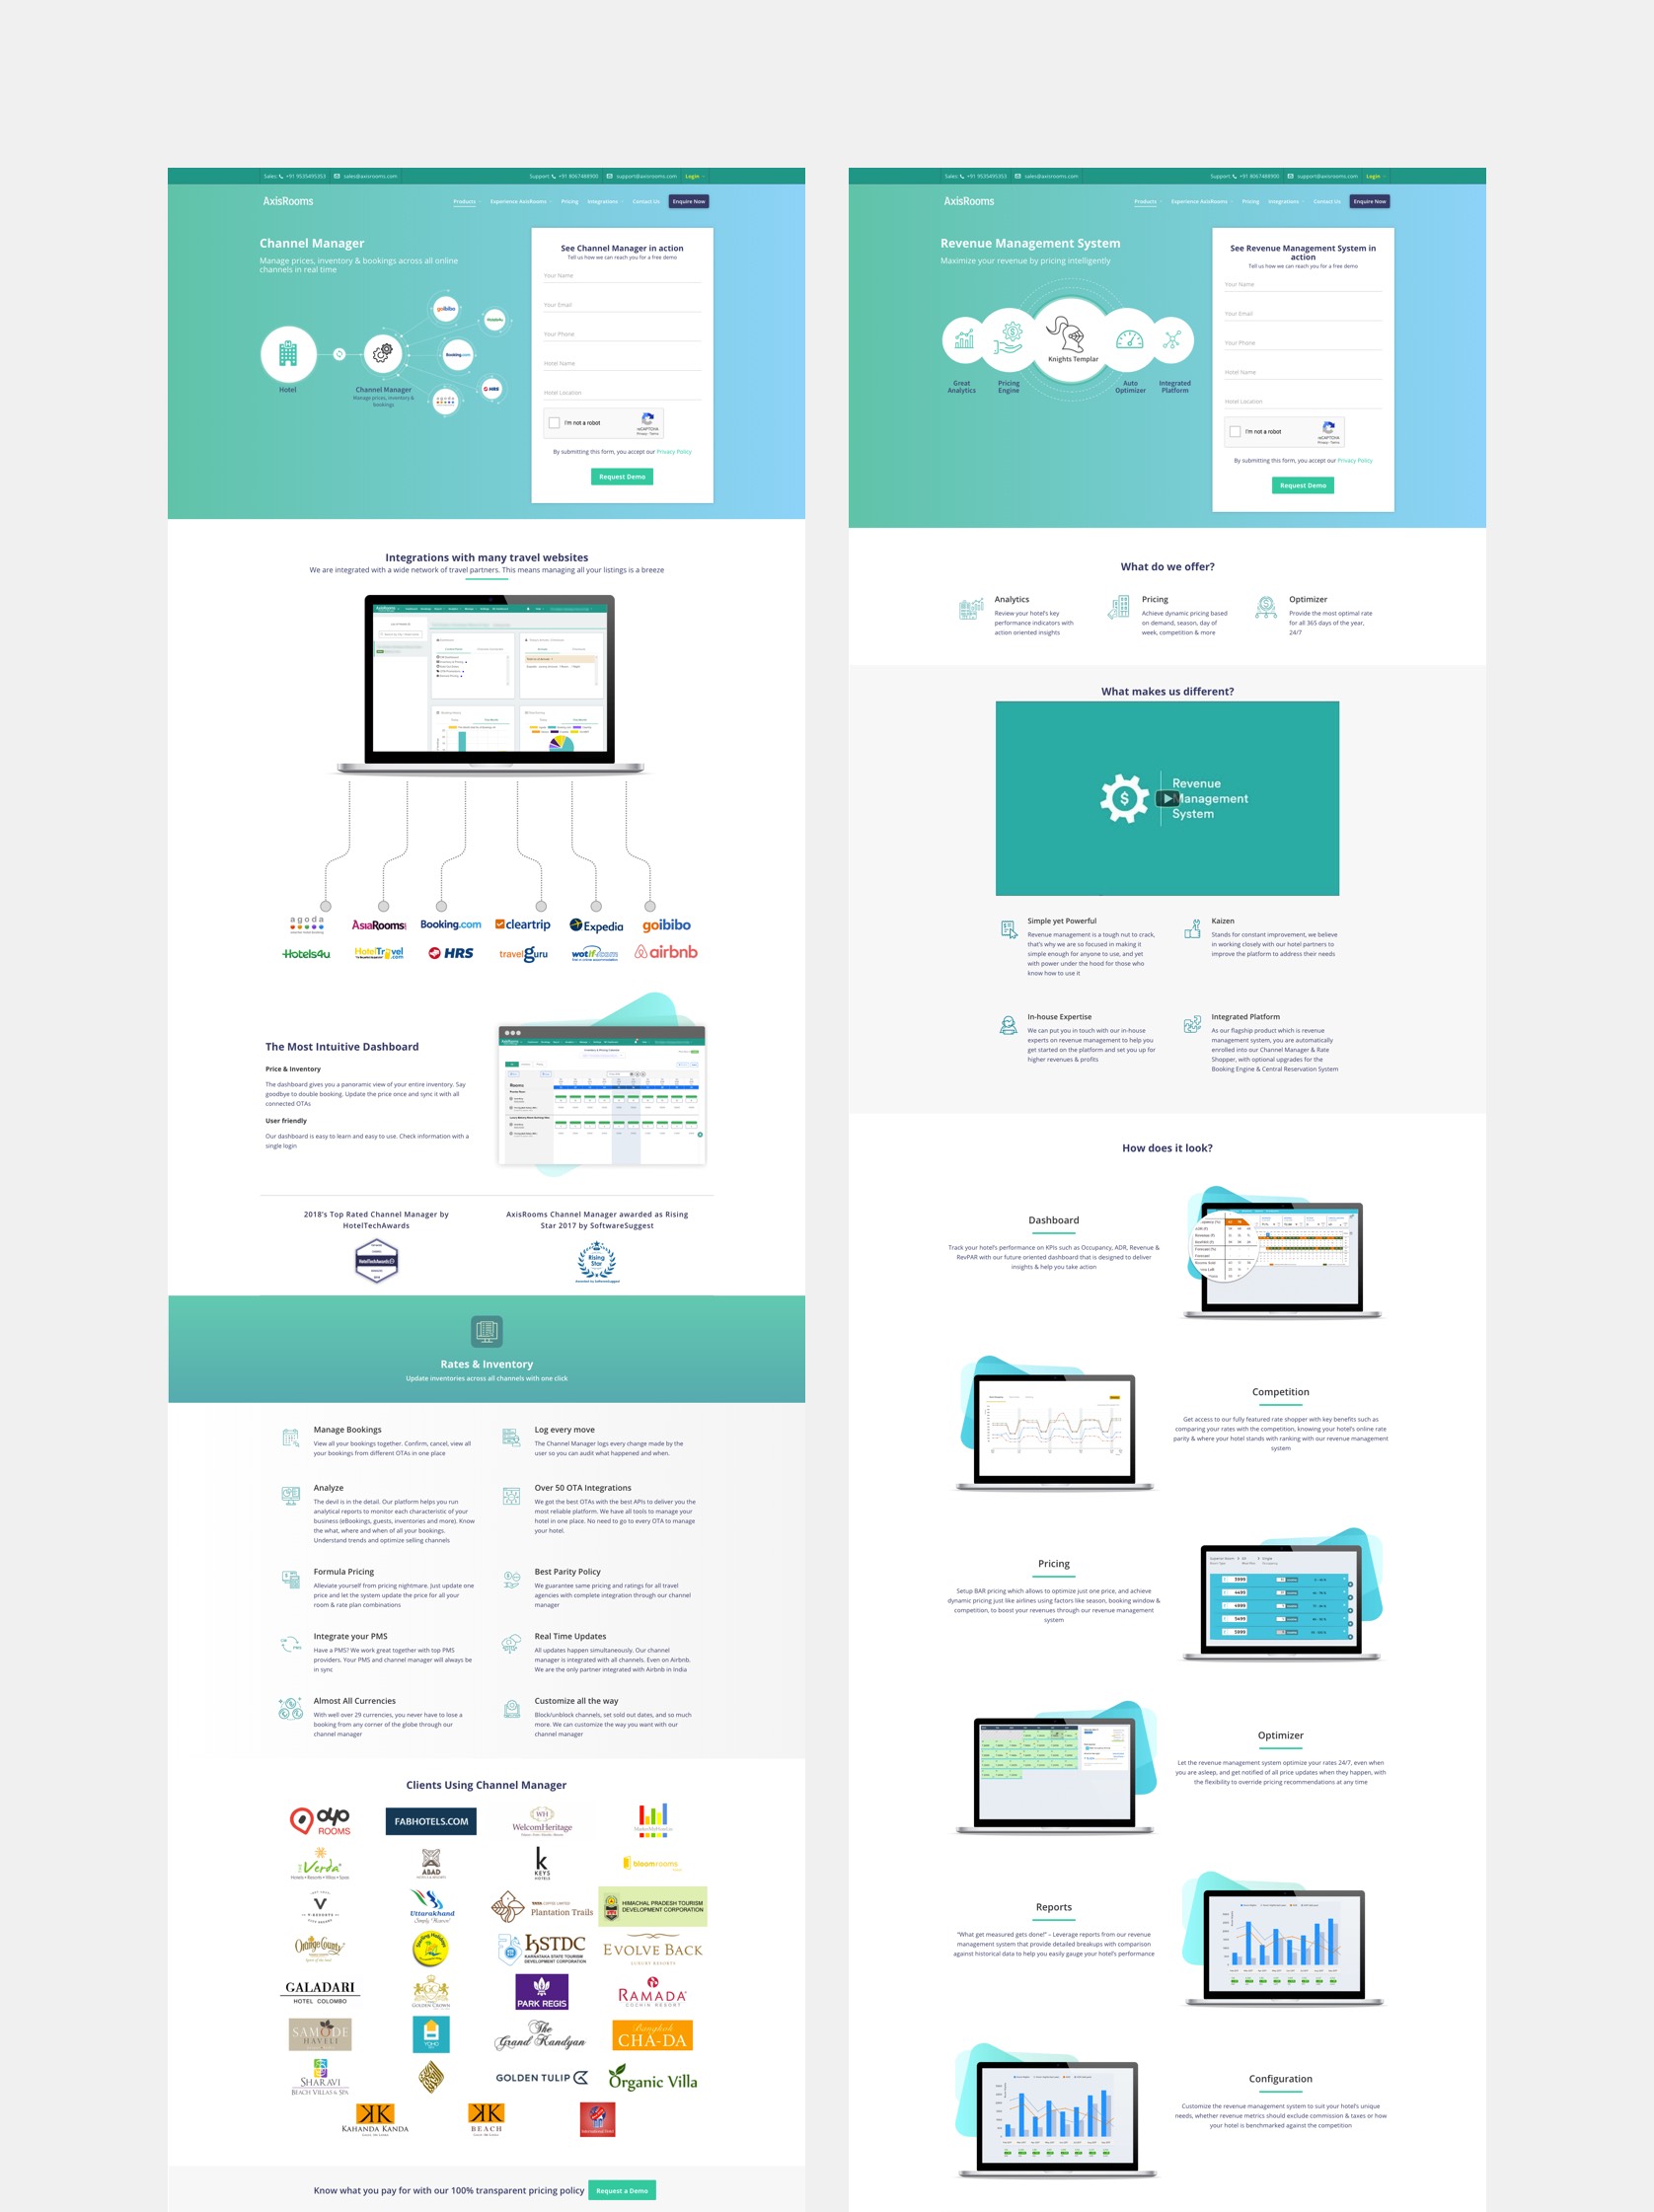 Sales: +91 9535495353 sales@axisrooms.com Support: +91 8067488900 support@axisrooms.com Login
AxisRooms Products Experience AxisRooms Pricing Integrations Contact Us Enquire Now
Channel Manager
Manage prices, inventory & bookings across all online
channels in real time
goibibo
Hotels4u
Booking.com
HRS
agoda
Hotel
Channel Manager
Manage prices, inventory &
bookings
See Channel Manager in action
Tell us how we can reach you for a free demo
Your Name
Your Email
Your Phone
Hotel Name
Hotel Location
I'm not a robot
reCAPTCHA
Privacy - Terms
By submitting this form, you accept our Privacy Policy
Request Demo
Integrations with many travel websites
We are integrated with a wide network of travel partners. This means managing all your listings is a breeze
agoda AsiaRooms Booking.com cleartrip Expedia goibibo
Hotels4u HotelTravel.com HRS travelguru wotif.com airbnb
The Most Intuitive Dashboard
Price & Inventory
The dashboard gives you a panoramic view of your entire inventory. Say
goodbye to double booking. Update the price once and sync it with all
connected OTAs
User friendly
Our dashboard is easy to learn and easy to use. Check information with a
single login
Rooms
2018's Top Rated Channel Manager by
HotelTechAwards
HotelTechAwards
AxisRooms Channel Manager awarded as Rising
Star 2017 by SoftwareSuggest
Rising
Star
Awarded by SoftwareSuggest
Rates & Inventory
Update inventories across all channels with one click
Manage Bookings
View all your bookings together. Confirm, cancel, view all
your bookings from different OTAs in one place
Log every move
The Channel Manager logs every change made by the
user so you can audit what happened and when.
Analyze
The devil is in the detail. Our platform helps you run
analytical reports to monitor each characteristic of your
business (eBookings, guests, inventories and more). Know
the what, where and when of all your bookings.
Understand trends and optimize selling channels
Over 50 OTA Integrations
We got the best OTAs with the best APIs to deliver you the
most reliable platform. We have all tools to manage your
hotel in one place. No need to go to every OTA to manage
your hotel.
Formula Pricing
Alleviate yourself from pricing nightmare. Just update one
price and let the system update the price for all your
room & rate plan combinations
Best Parity Policy
We guarantee same pricing and ratings for all travel
agencies with complete integration through our channel
manager
Integrate your PMS
Have a PMS? We work great together with top PMS
providers. Your PMS and channel manager will always be
in sync
Real Time Updates
All updates happen simultaneously. Our channel
manager is integrated with all channels. Even on Airbnb.
We are the only partner integrated with Airbnb in India
Almost All Currencies
With well over 29 currencies, you never have to lose a
booking from any corner of the globe through our
channel manager
Customize all the way
Block/unblock channels, set sold out dates, and so much
more. We can customize the way you want with our
channel manager
Clients Using Channel Manager
OYO ROOMS
FABHOTELS.COM
WH
WelcomHeritage
the Verda
ABAD
k
KEYS
HOTELS
bloomrooms
V
Uttarakhand
Simply Heaven!
Plantation Trails
HIMACHAL PRADESH TOURISM
DEVELOPMENT CORPORATION
Orange County
Sterling Holidays
KSTDC
KARNATAKA STATE TOURISM
DEVELOPMENT CORPORATION
EVOLVE BACK
LUXURY RESORTS
GALADARI
HOTEL COLOMBO
GC
GOLDEN CROWN
PARK REGIS
RAMADA
COCHIN RESORT
SAMODE
HAVELI
YOHO
The
Grand Kandyan
Bangkok
CHA-DA
SHARAVI
BEACH VILLAS & SPA
GOLDEN TULIP
Organic Villa
KK
KAHANDA KANDA
KK
BEACH
Know what you pay for with our 100% transparent pricing policy Request a Demo
Sales: +91 9535495353 sales@axisrooms.com Support: +91 8067488900 support@axisrooms.com Login
AxisRooms Products Experience AxisRooms Pricing Integrations Contact Us Enquire Now
Revenue Management System
Maximize your revenue by pricing intelligently
Knights Templar
Great
Analytics
Pricing
Engine
Auto
Optimizer
Integrated
Platform
See Revenue Management System in
action
Tell us how we can reach you for a free demo
Your Name
Your Email
Your Phone
Hotel Name
Hotel Location
I'm not a robot
reCAPTCHA
Privacy - Terms
By submitting this form, you accept our Privacy Policy
Request Demo
What do we offer?
Analytics
Review your hotel's key
performance indicators with
action oriented insights
Pricing
Achieve dynamic pricing based
on demand, season, day of
week, competition & more
Optimizer
Provide the most optimal rate
for all 365 days of the year,
24/7
What makes us different?
Revenue
Management
System
Simple yet Powerful
Revenue management is a tough nut to crack,
that's why we are so focused in making it
simple enough for anyone to use, and yet
with power under the hood for those who
know how to use it
Kaizen
Stands for constant improvement, we believe
in working closely with our hotel partners to
improve the platform to address their needs
In-house Expertise
We can put you in touch with our in-house
experts on revenue management to help you
get started on the platform and set you up for
higher revenues & profits
Integrated Platform
As our flagship product which is revenue
management system, you are automatically
enrolled into our Channel Manager & Rate
Shopper, with optional upgrades for the
Booking Engine & Central Reservation System
How does it look?
Dashboard
Track your hotel's performance on KPIs such as Occupancy, ADR, Revenue &
RevPAR with our future oriented dashboard that is designed to deliver
insights & help you take action
Competition
Get access to our fully featured rate shopper with key benefits such as
comparing your rates with the competition, knowing your hotel's online rate
parity & where your hotel stands with ranking with our revenue management
system
Pricing
Setup BAR pricing which allows to optimize just one price, and achieve
dynamic pricing just like airlines using factors like season, booking window &
competition, to boost your revenues through our revenue management
system
Optimizer
Let the revenue management system optimize your rates 24/7, even when
you are asleep, and get notified of all price updates when they happen, with
the flexibility to override pricing recommendations at any time
Reports
"What get measured gets done!" – Leverage reports from our revenue
management system that provide detailed breakups with comparison
against historical data to help you easily gauge your hotel's performance
Configuration
Customize the revenue management system to suit your hotel's unique
needs, whether revenue metrics should exclude commission & taxes or how
your hotel is benchmarked against the competition